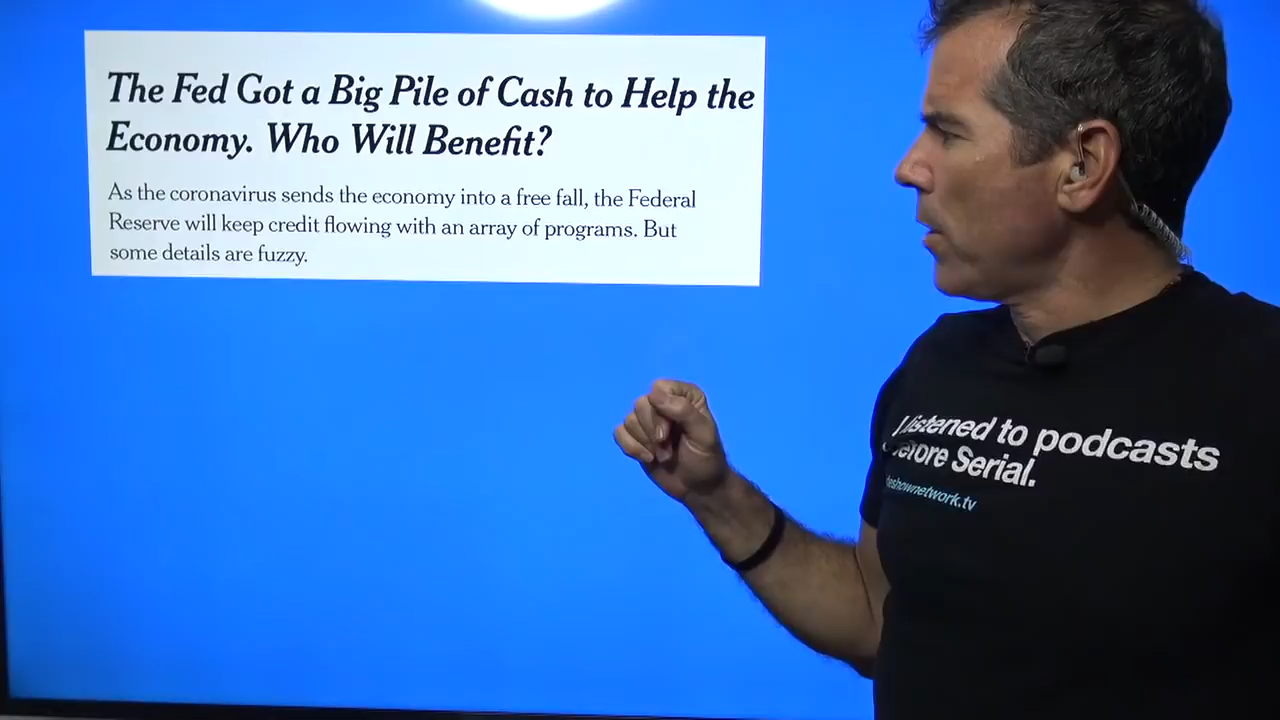 The Fed Got a Big Pile of Cash to Help the
Economy. Who Will Benefit?
As the coronavirus sends the economy into a free fall, the Federal
Reserve will keep credit flowing with an array of programs. But
some details are fuzzy.
I listened to podcasts
before Serial.